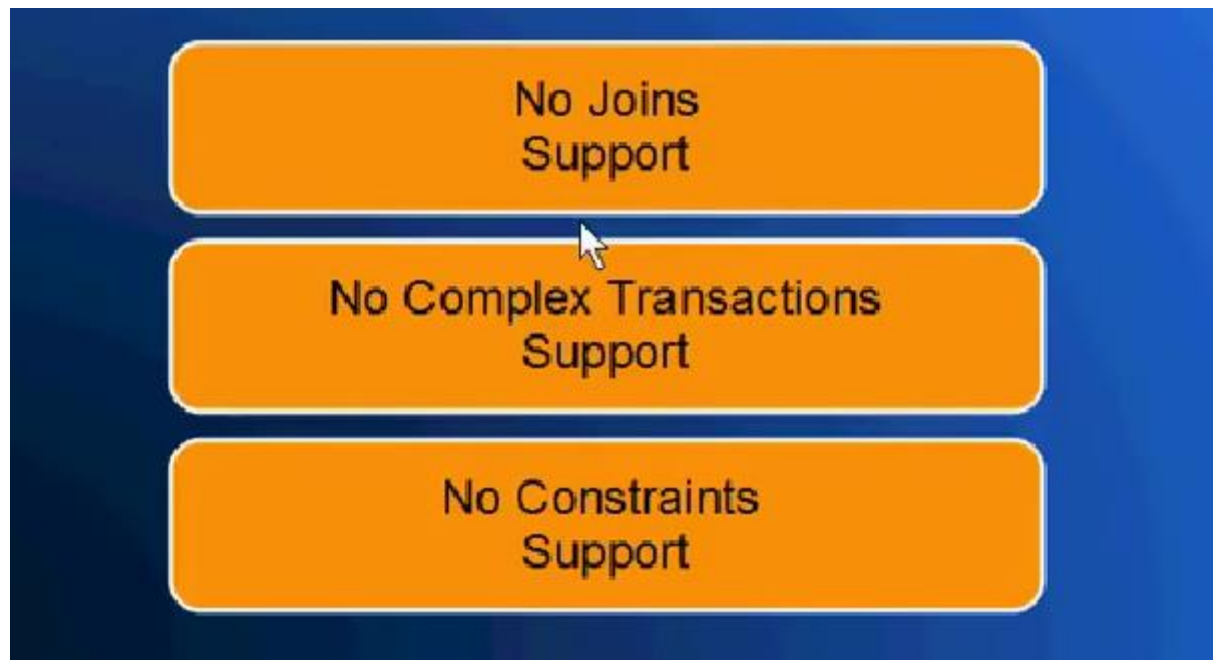 No Joins
Support
No Complex Transactions
Support
No Constraints
Support